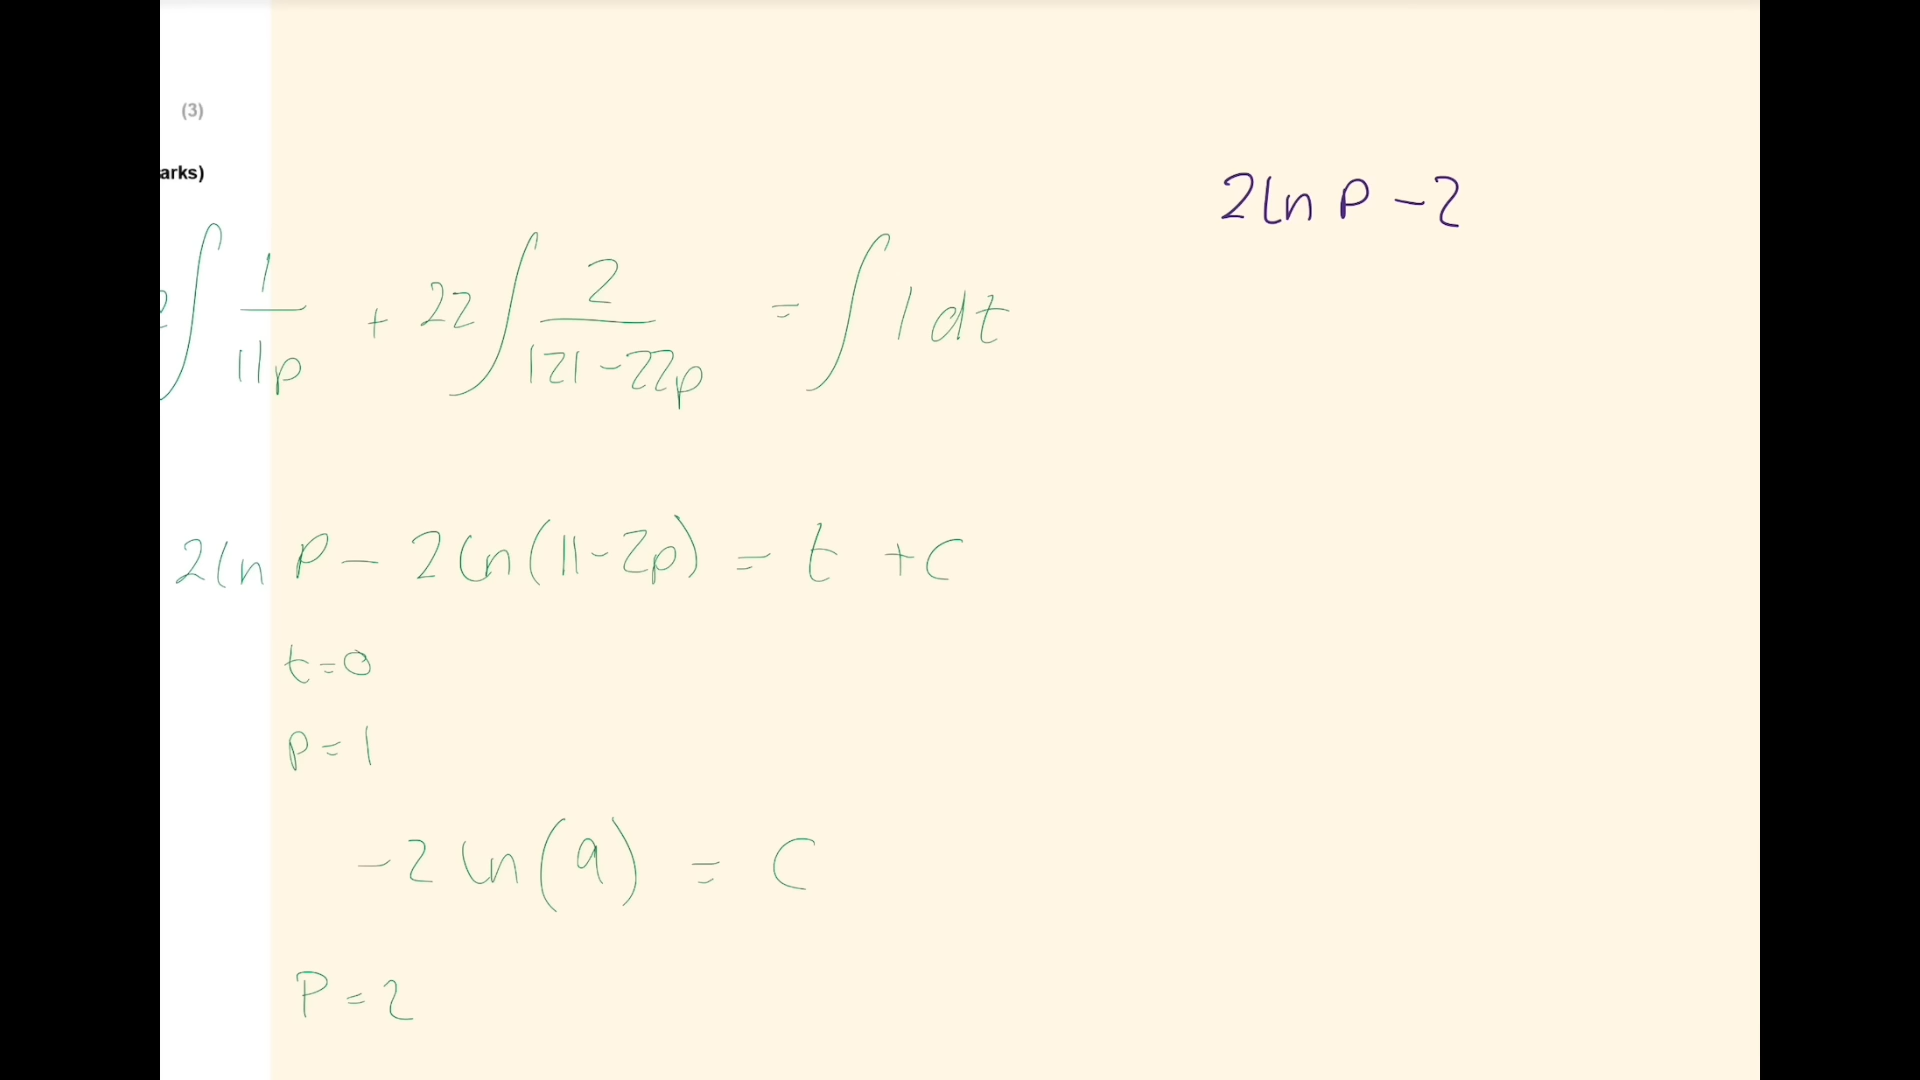 (3)
arks)
2ln P - 2
∫ 1/11p + 22 ∫ 2/121-22p = ∫ 1 dt
2ln P - 2ln(11-2p) = t + c
t=0
p=1
-2 ln(9) = C
P=2